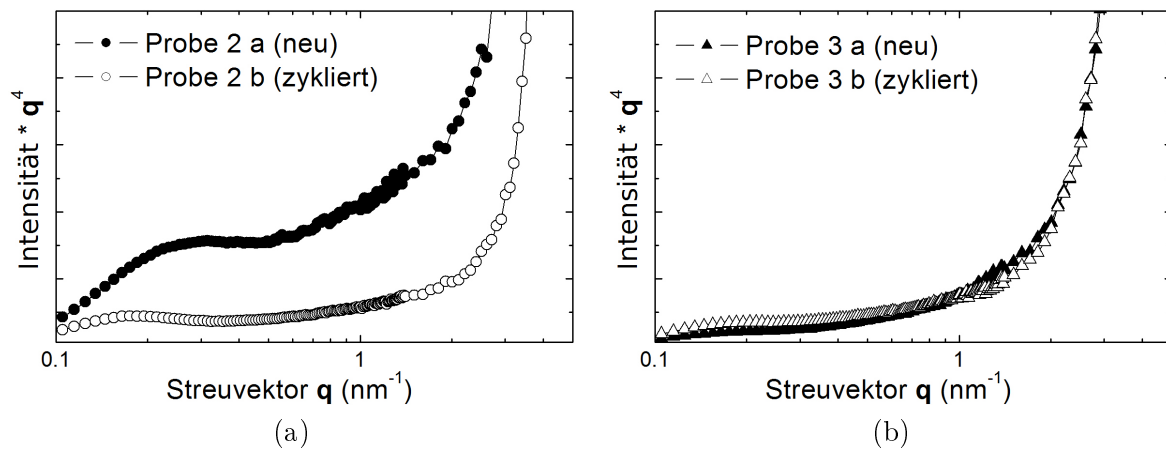 Probe 2 a (neu)
Probe 2 b (zykliert)
Intensität * q⁴
0.1
1
Streuvektor q (nm⁻¹)
(a)
Probe 3 a (neu)
Probe 3 b (zykliert)
Intensität * q⁴
0.1
1
Streuvektor q (nm⁻¹)
(b)